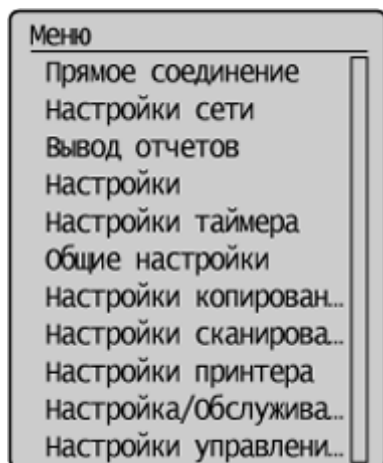 Меню
Прямое соединение
Настройки сети
Вывод отчетов
Настройки
Настройки таймера
Общие настройки
Настройки копирован...
Настройки сканирова...
Настройки принтера
Настройка/Обслужива...
Настройки управлени...